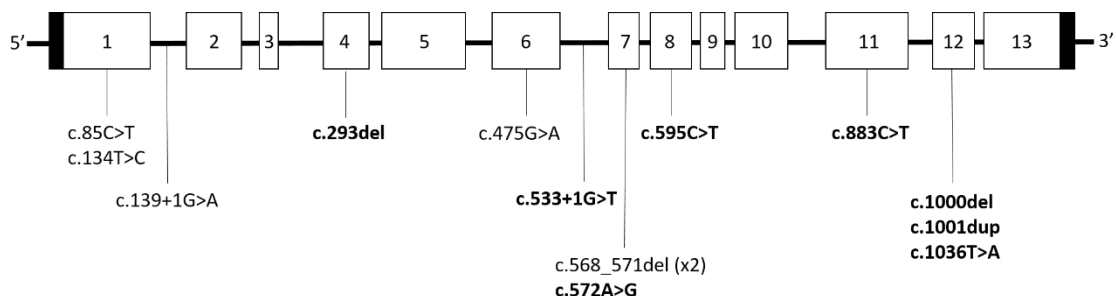 5’ 1 2 3 4 5 6 7 8 9 10 11 12 13 3’
c.85C>T
c.134T>C
c.139+1G>A
c.293del
c.475G>A
c.533+1G>T
c.568_571del (x2)
c.572A>G
c.595C>T
c.883C>T
c.1000del
c.1001dup
c.1036T>A